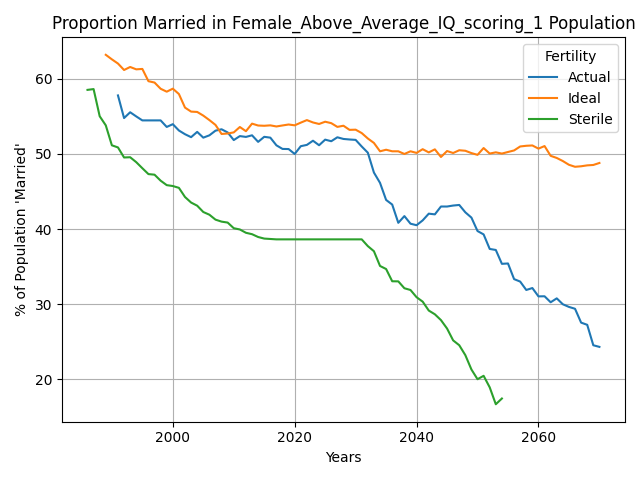 Proportion Married in Female_Above_Average_IQ_scoring_1 Population
Fertility
Actual
Ideal
Sterile
% of Population 'Married'
60
50
40
30
20
2000
2020
2040
2060
Years